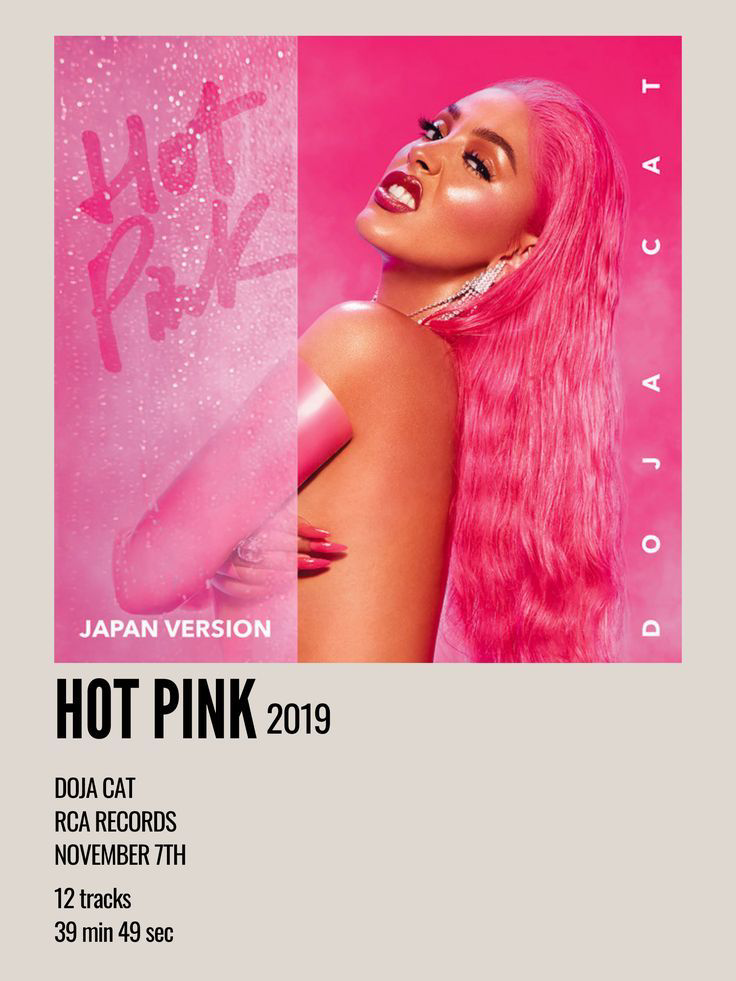 Hot
Pink
DOJA CAT
JAPAN VERSION
HOT PINK 2019
DOJA CAT
RCA RECORDS
NOVEMBER 7TH
12 tracks
39 min 49 sec